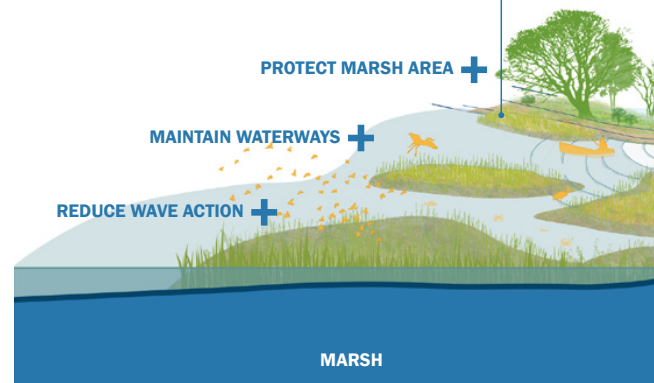 PROTECT MARSH AREA
MAINTAIN WATERWAYS
REDUCE WAVE ACTION
MARSH